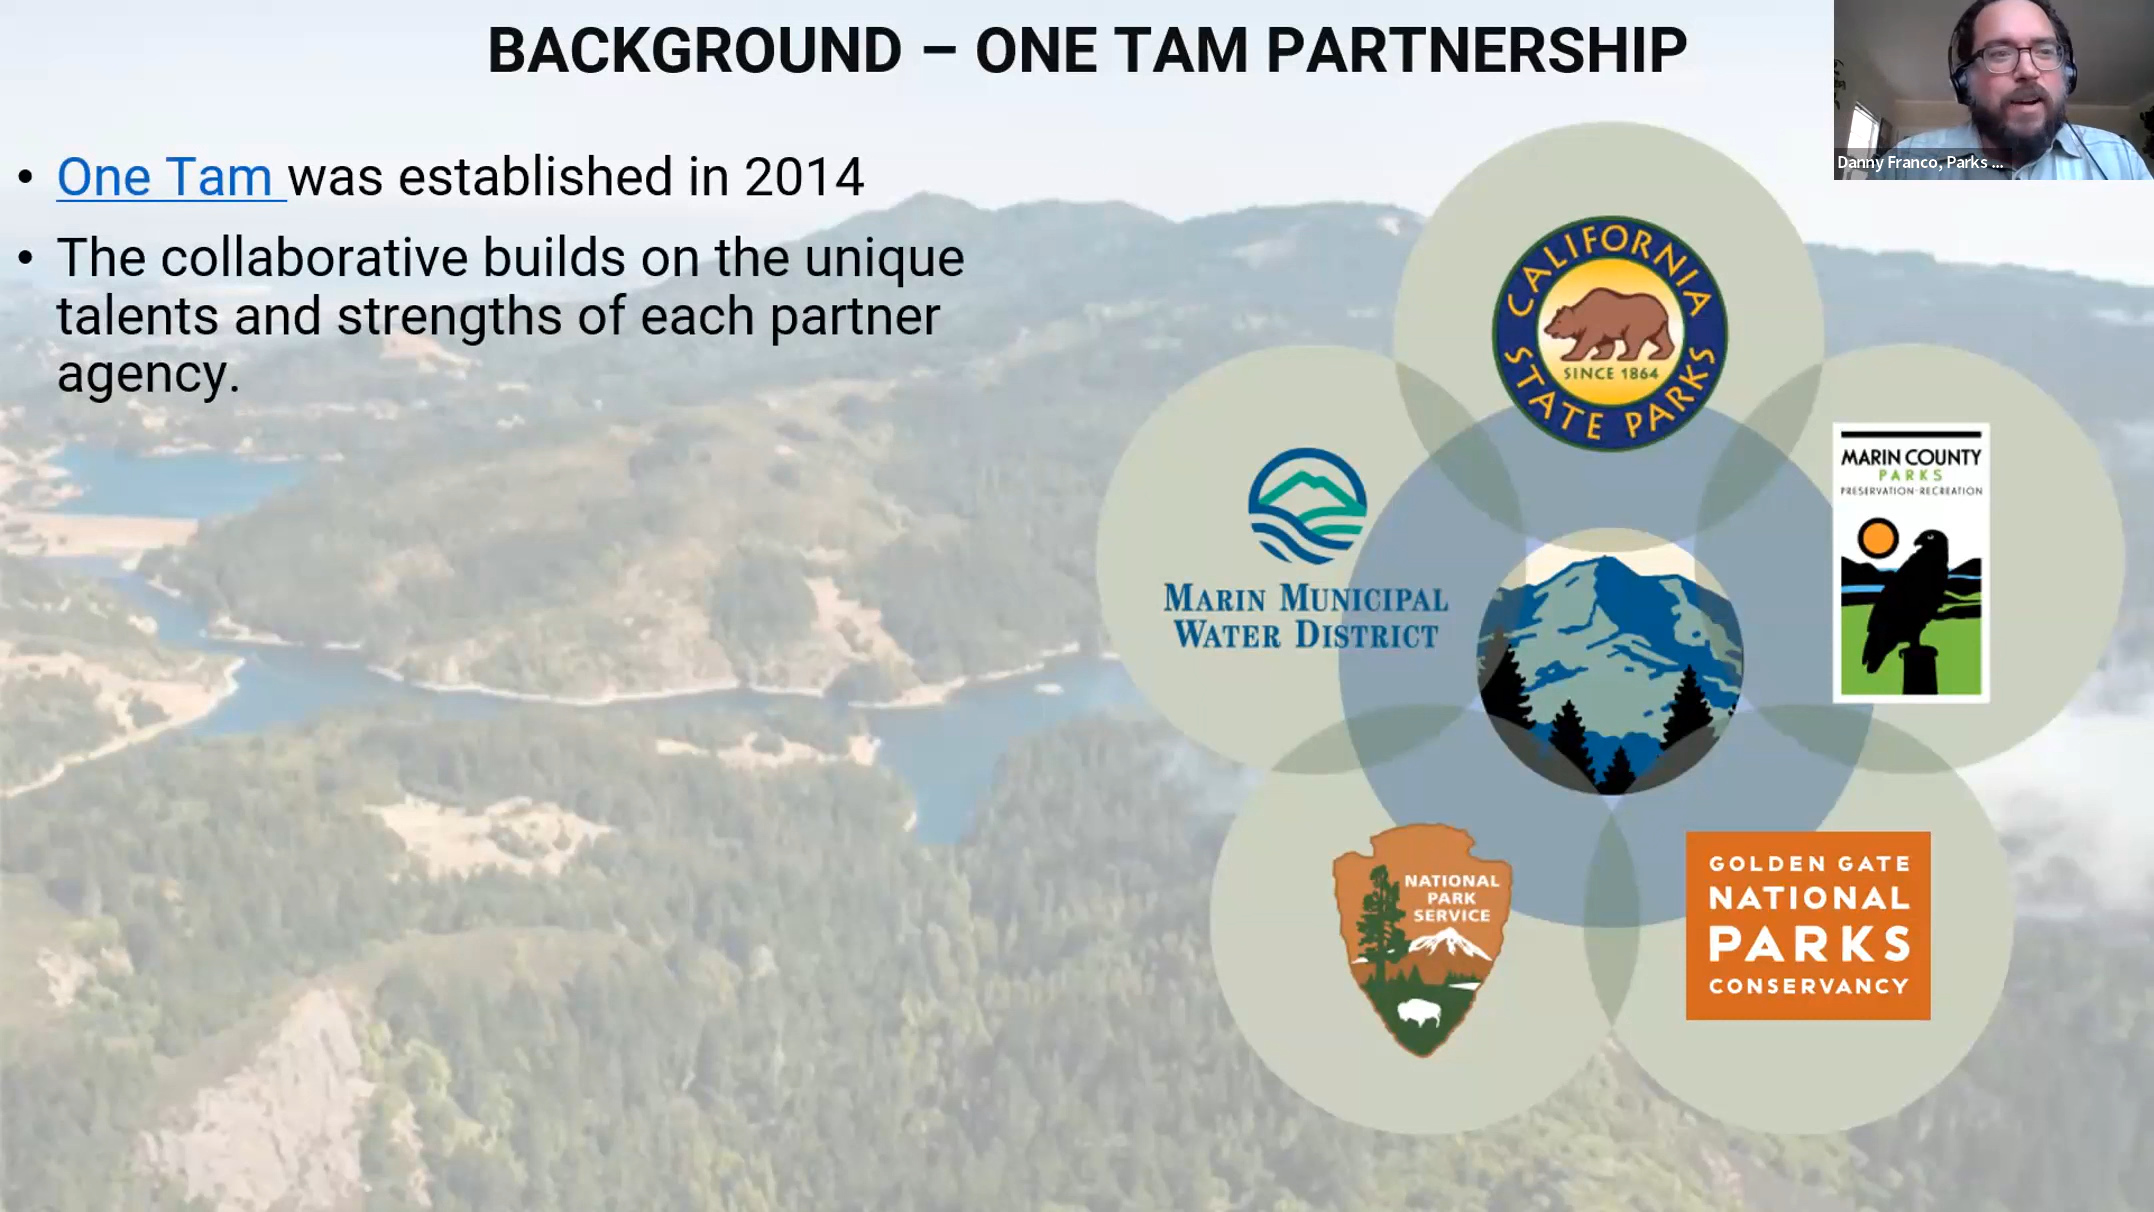 BACKGROUND – ONE TAM PARTNERSHIP
Danny Franco, Parks ...
• One Tam was established in 2014
• The collaborative builds on the unique
talents and strengths of each partner
agency.
CALIFORNIA
STATE PARKS
SINCE 1864
MARIN MUNICIPAL
WATER DISTRICT
MARIN COUNTY
PARKS
PRESERVATION·RECREATION
NATIONAL
PARK
SERVICE
GOLDEN GATE
NATIONAL
PARKS
CONSERVANCY